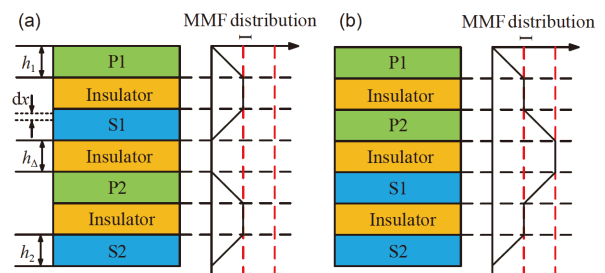 (a)
MMF distribution
h1
P1
Insulator
dx
S1
hΔ
Insulator
P2
Insulator
h2
S2
(b)
MMF distribution
P1
Insulator
P2
Insulator
S1
Insulator
S2